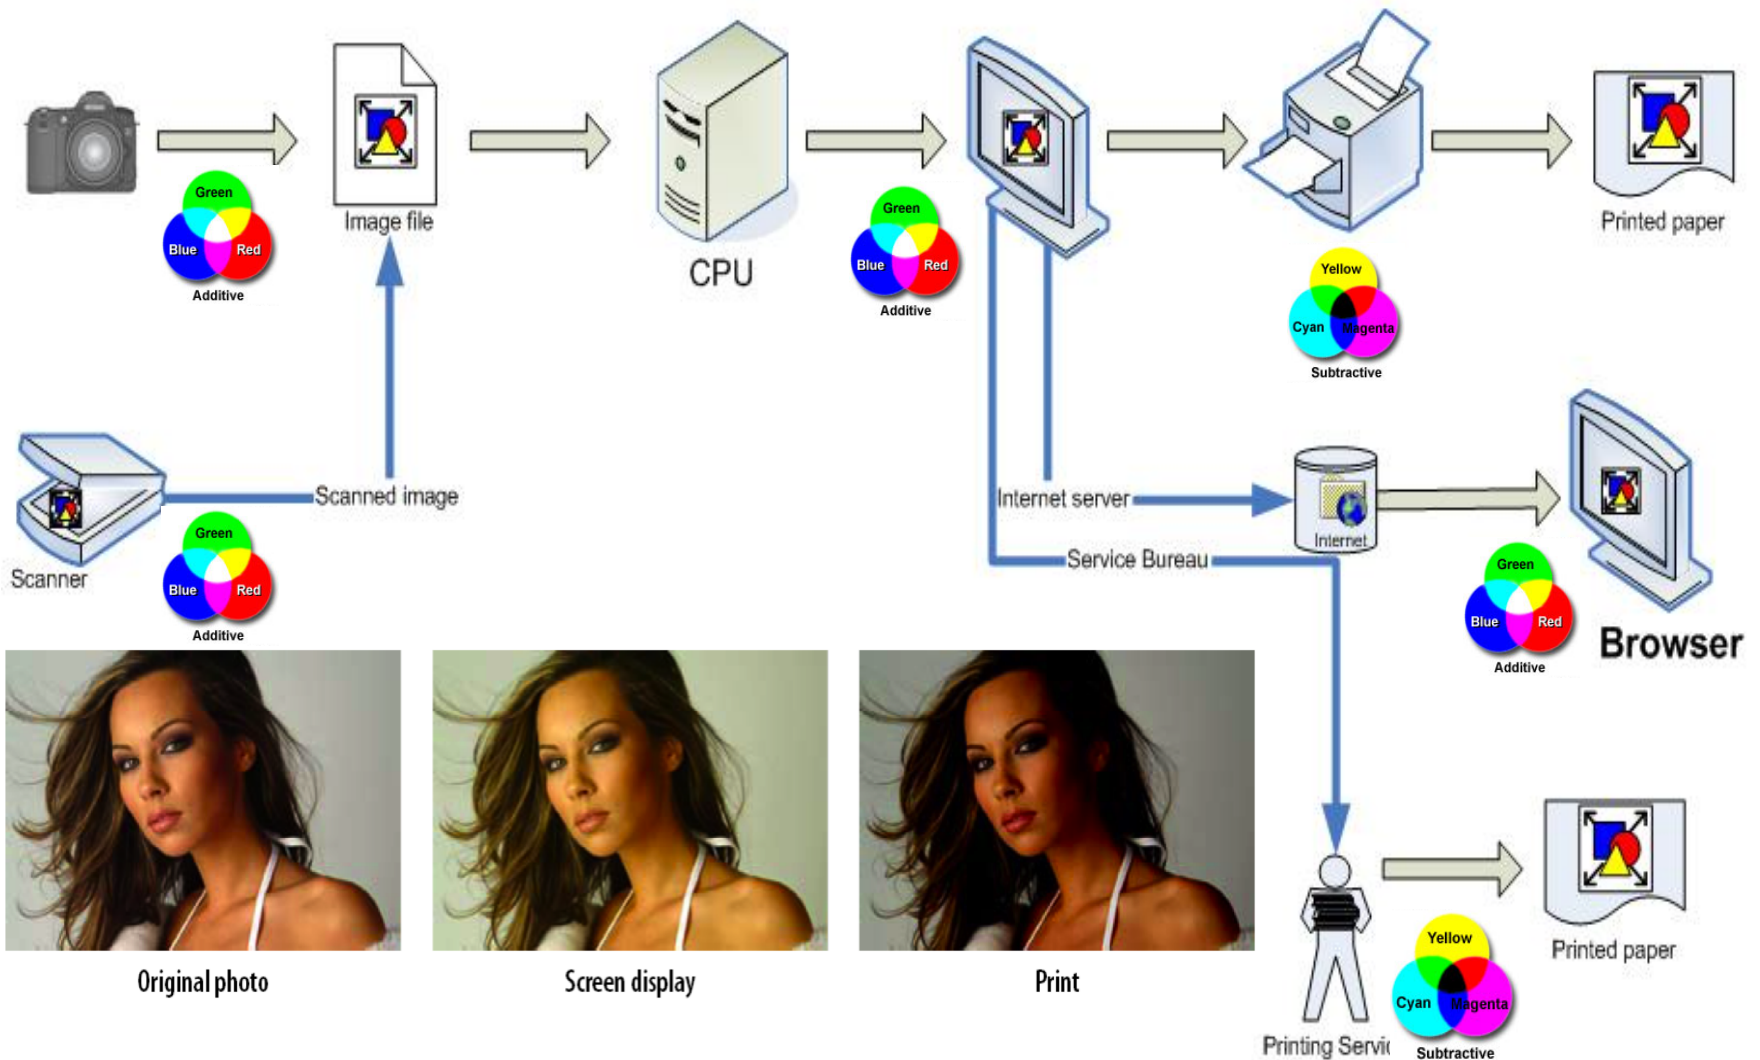 Image file
Green
Blue
Red
Additive
CPU
Green
Blue
Red
Additive
Printed paper
Yellow
Cyan
Magenta
Subtractive
Scanned image
Scanner
Green
Blue
Red
Additive
Internet server
Internet
Service Bureau
Green
Blue
Red
Additive
Browser
Original photo
Screen display
Print
Printed paper
Yellow
Cyan
Magenta
Subtractive
Printing Servic